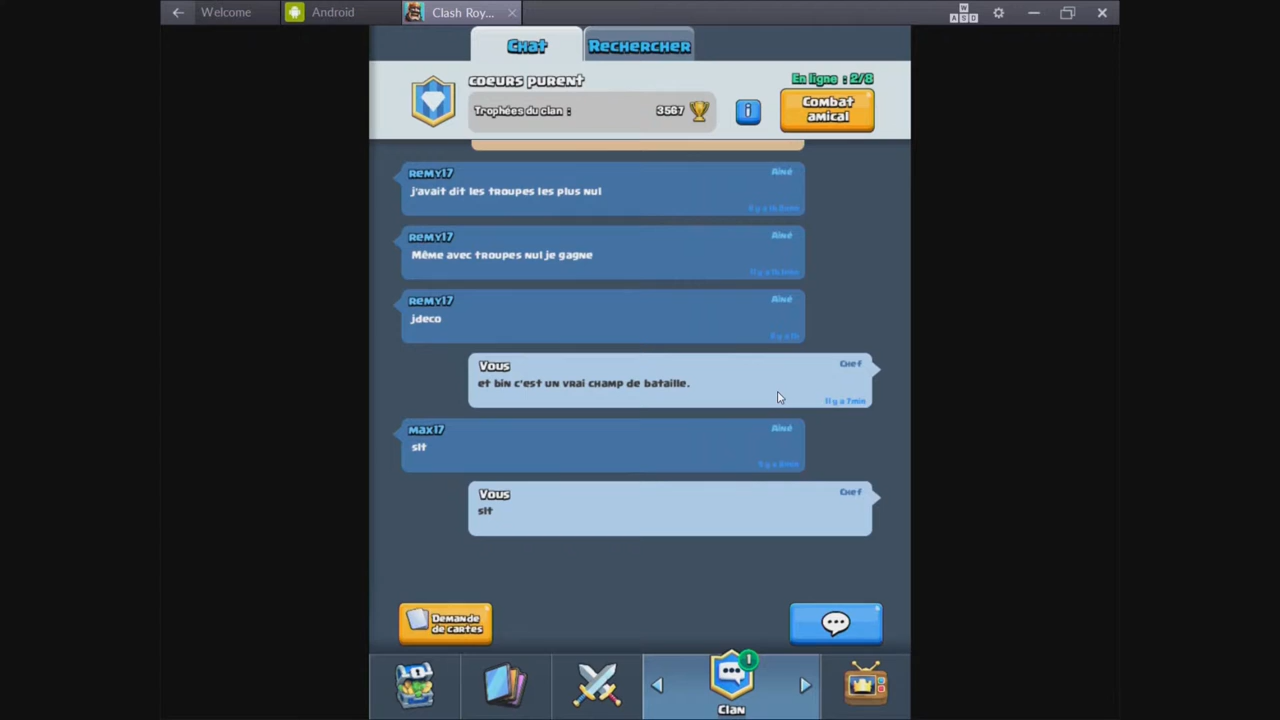 Welcome
Android
Clash Roy...
W
A S D
Chat
Rechercher
coeurs purent
En ligne : 2/8
Trophées du clan :
3567
i
Combat
amical
remy17
Aîné
j'avait dit les troupes les plus nul
remy17
Aîné
Même avec troupes nul je gagne
remy17
Aîné
jdeco
Vous
Chef
et bin c'est un vrai champ de bataille.
Il y a 7min
max17
Aîné
slt
Vous
Chef
slt
Demande
de cartes
1
Clan